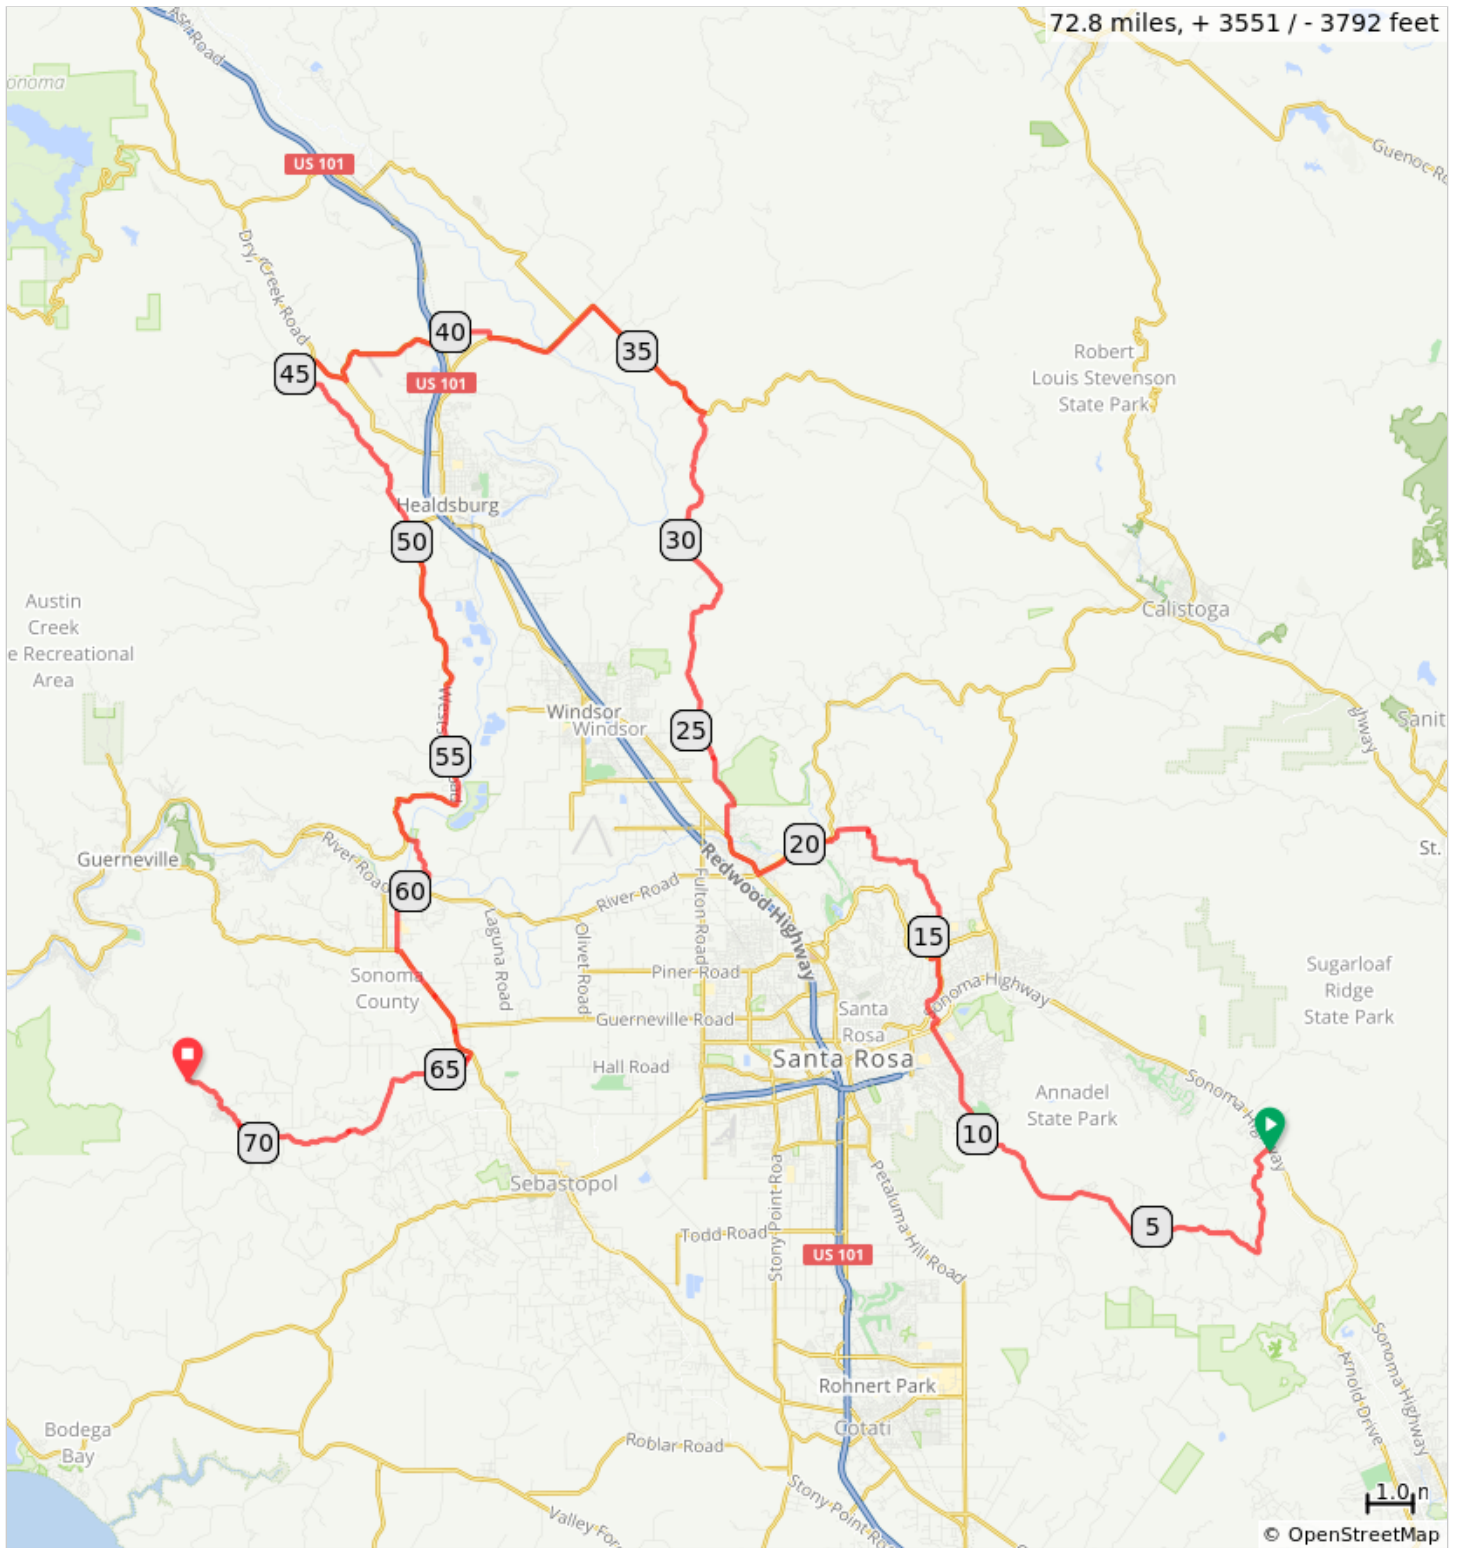 72.8 miles, + 3551 / - 3792 feet
Asti Road
onoma
US 101
Guenoc Ro
Dry Creek Road
40
35
45
US 101
Robert
Louis Stevenson
State Park
Healdsburg
50
30
Austin
Creek
e Recreational
Area
Calistoga
Windsor
Windsor
25
Wests
hway
Sanit
55
oad
20
River Road
Guerneville
St.
60
Redwood Highway
Fulton Road
River Road
Laguna Road
Olivet Road
15
Piner Road
Sonoma
County
Sonoma Highway
Sugarloaf
Ridge
State Park
Guerneville Road
Santa
Rosa
Santa Rosa
Hall Road
65
Annadel
State Park
Sonoma Highway
70
10
Sebastopol
5
Stony Point Roa
Petaluma Hill Road
Todd Road
US 101
Sonoma Highway
Arnold Drive
Rohnert Park
Cotati
Bodega
Bay
Roblar Road
Stony Point Ro
Valley For
1.0 n
© OpenStreetMap